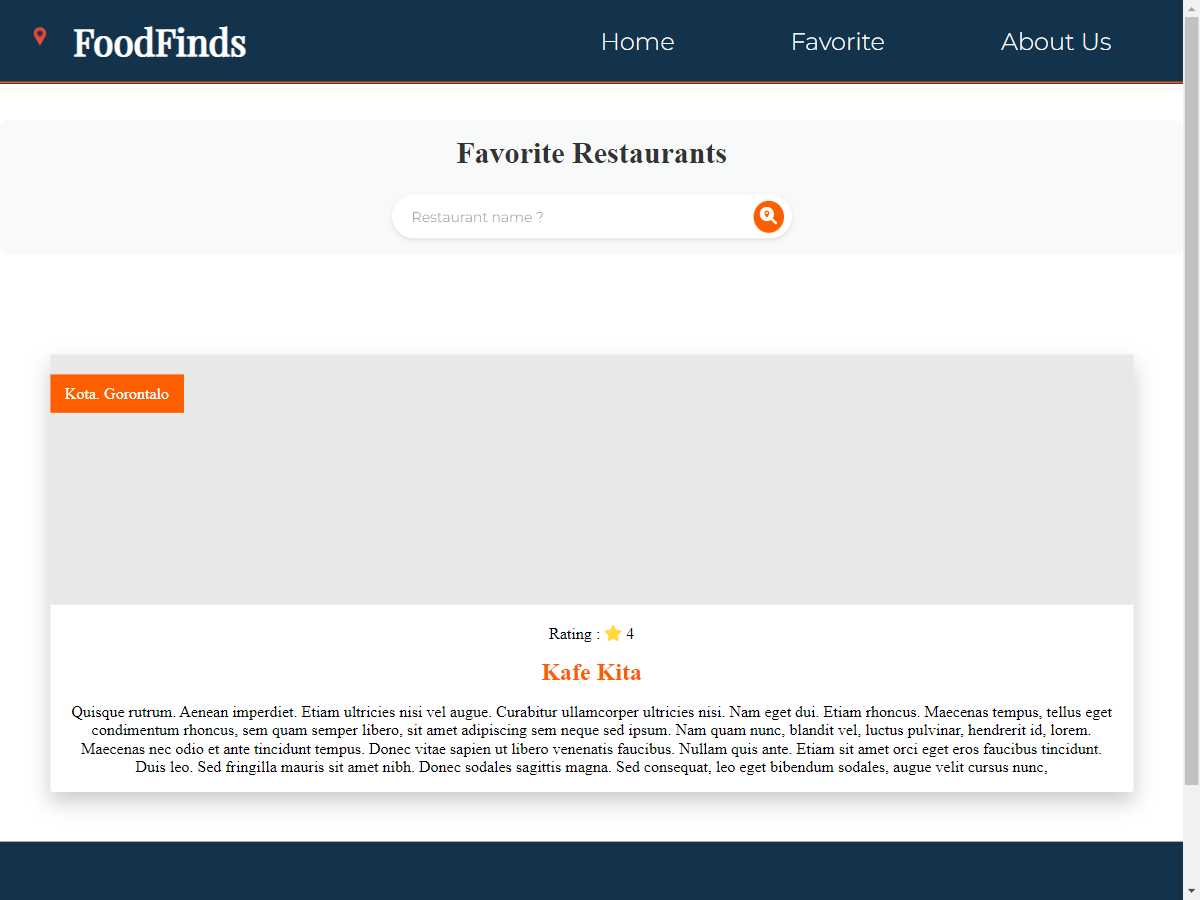 FoodFinds
Home Favorite About Us
Favorite Restaurants
Restaurant name ?
Kota. Gorontalo
Rating : ⭐ 4
Kafe Kita
Quisque rutrum. Aenean imperdiet. Etiam ultricies nisi vel augue. Curabitur ullamcorper ultricies nisi. Nam eget dui. Etiam rhoncus. Maecenas tempus, tellus eget
condimentum rhoncus, sem quam semper libero, sit amet adipiscing sem neque sed ipsum. Nam quam nunc, blandit vel, luctus pulvinar, hendrerit id, lorem.
Maecenas nec odio et ante tincidunt tempus. Donec vitae sapien ut libero venenatis faucibus. Nullam quis ante. Etiam sit amet orci eget eros faucibus tincidunt.
Duis leo. Sed fringilla mauris sit amet nibh. Donec sodales sagittis magna. Sed consequat, leo eget bibendum sodales, augue velit cursus nunc,